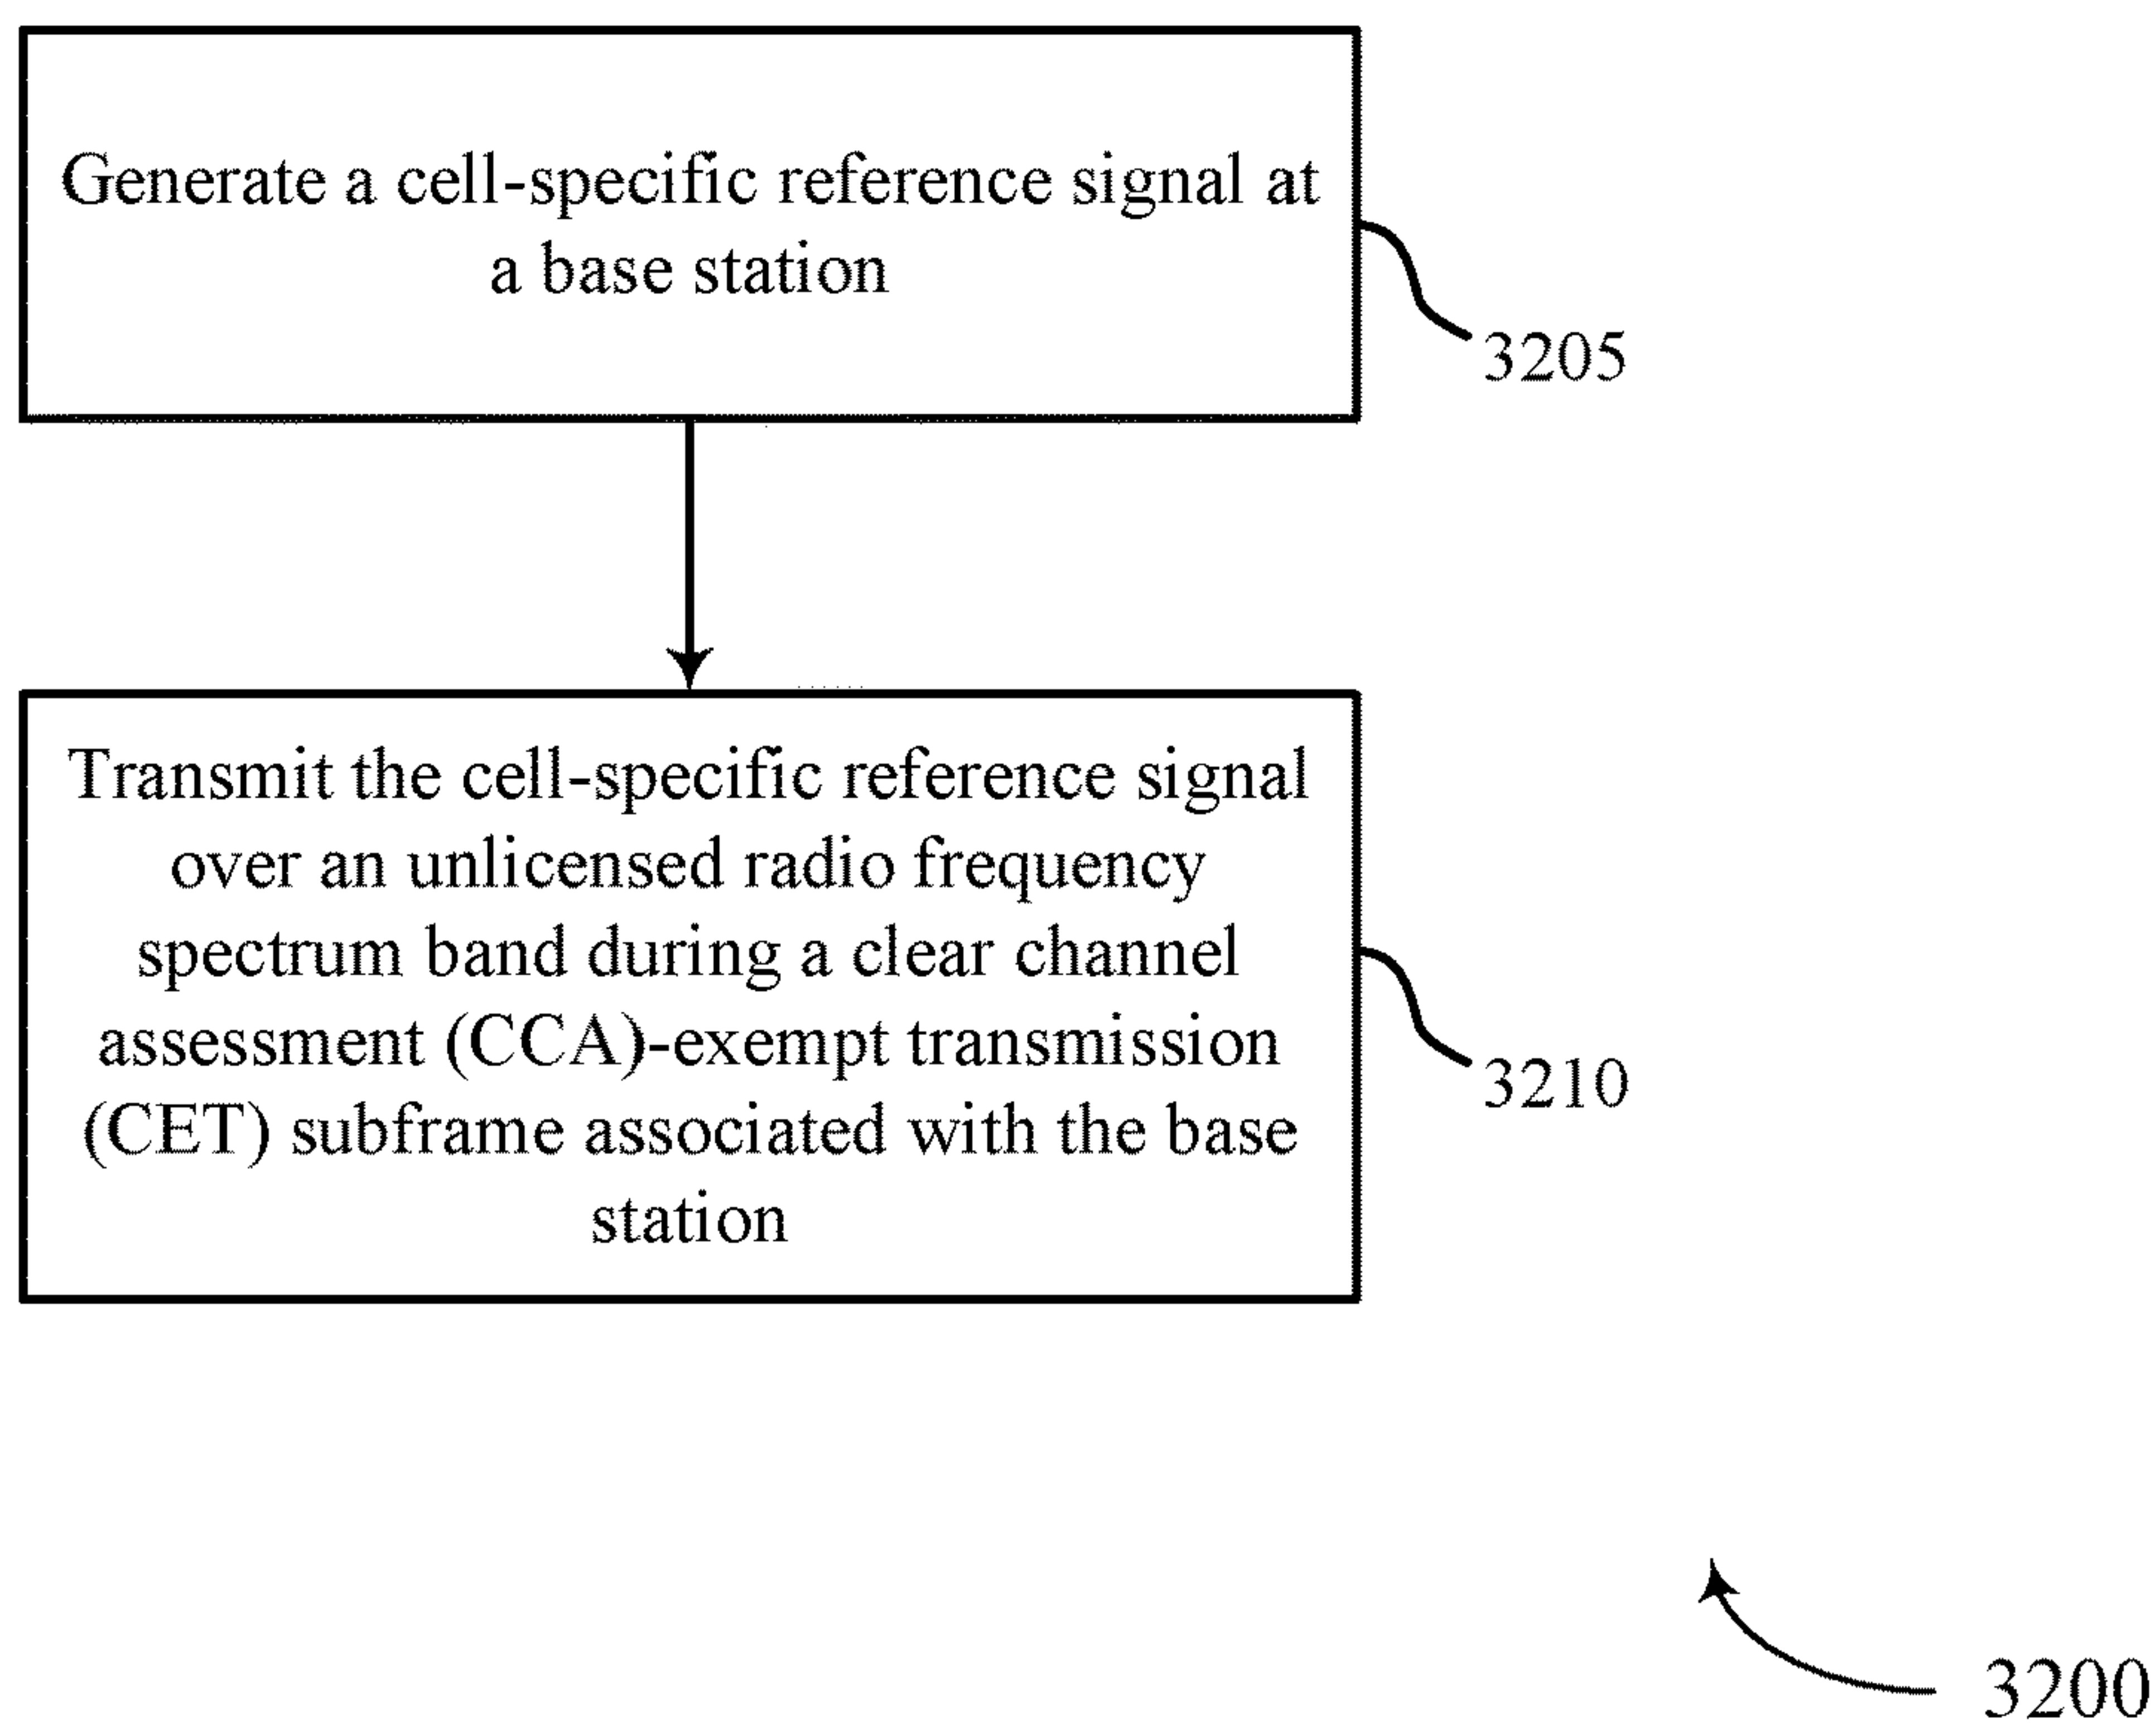 Generate a cell-specific reference signal at
a base station
3205
Transmit the cell-specific reference signal
over an unlicensed radio frequency
spectrum band during a clear channel
assessment (CCA)-exempt transmission
(CET) subframe associated with the base
station
3210
3200